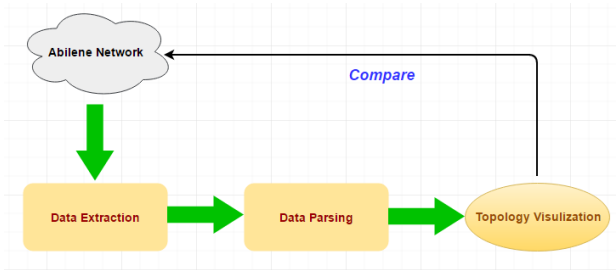 Abilene Network
Compare
Data Extraction
Data Parsing
Topology Visulization